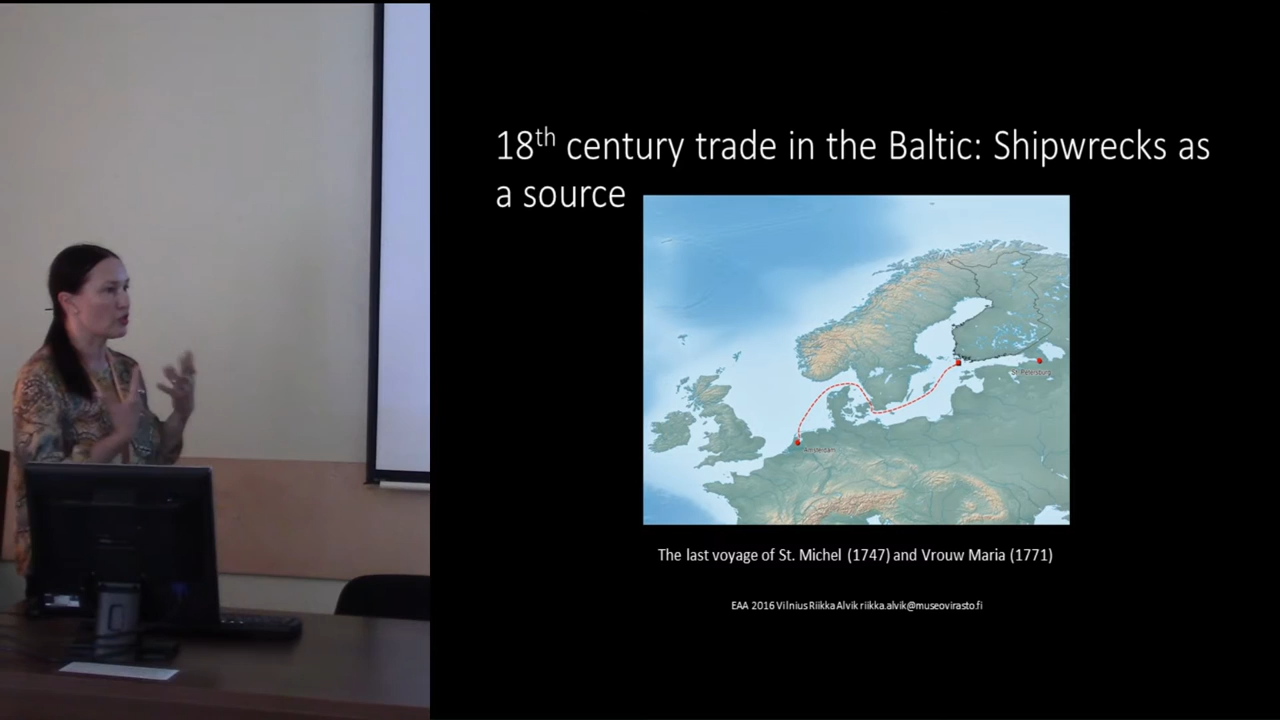 18th century trade in the Baltic: Shipwrecks as
a source
St. Petersburg
Amsterdam
The last voyage of St. Michel (1747) and Vrouw Maria (1771)
EAA 2016 Vilnius Riikka Alvik riikka.alvik@museovirasto.fi